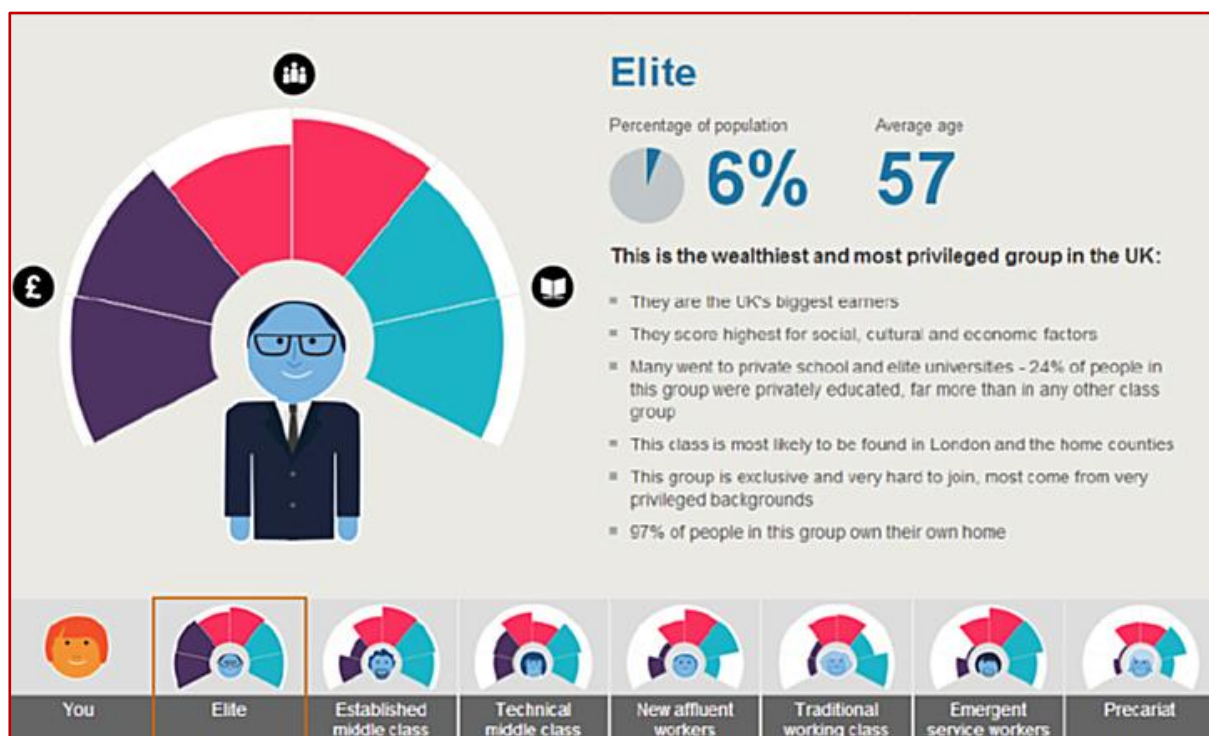 Elite
Percentage of population
Average age
6%
57
This is the wealthiest and most privileged group in the UK:
They are the UK's biggest earners
They score highest for social, cultural and economic factors
Many went to private school and elite universities - 24% of people in
this group were privately educated, far more than in any other class
group
This class is most likely to be found in London and the home counties
This group is exclusive and very hard to join, most come from very
privileged backgrounds
97% of people in this group own their own home
£
You
Elite
Established
middle class
Technical
middle class
New affluent
workers
Traditional
working class
Emergent
service workers
Precariat